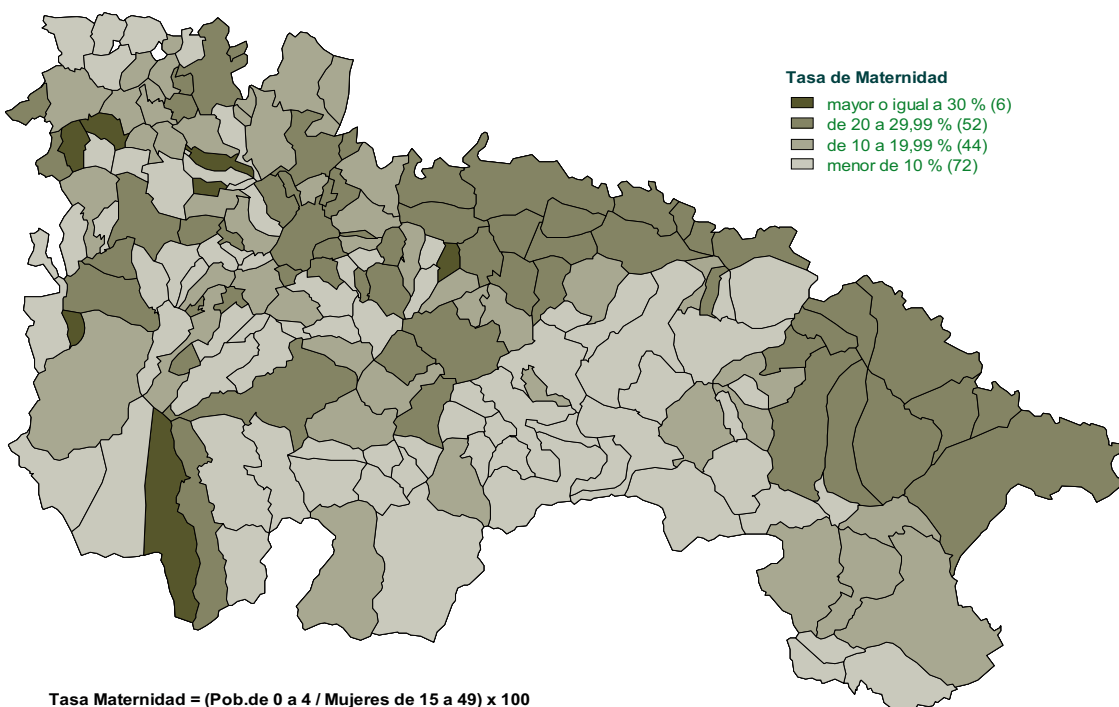 Tasa de Maternidad
mayor o igual a 30 % (6)
de 20 a 29,99 % (52)
de 10 a 19,99 % (44)
menor de 10 % (72)
Tasa Maternidad = (Pob.de 0 a 4 / Mujeres de 15 a 49) x 100